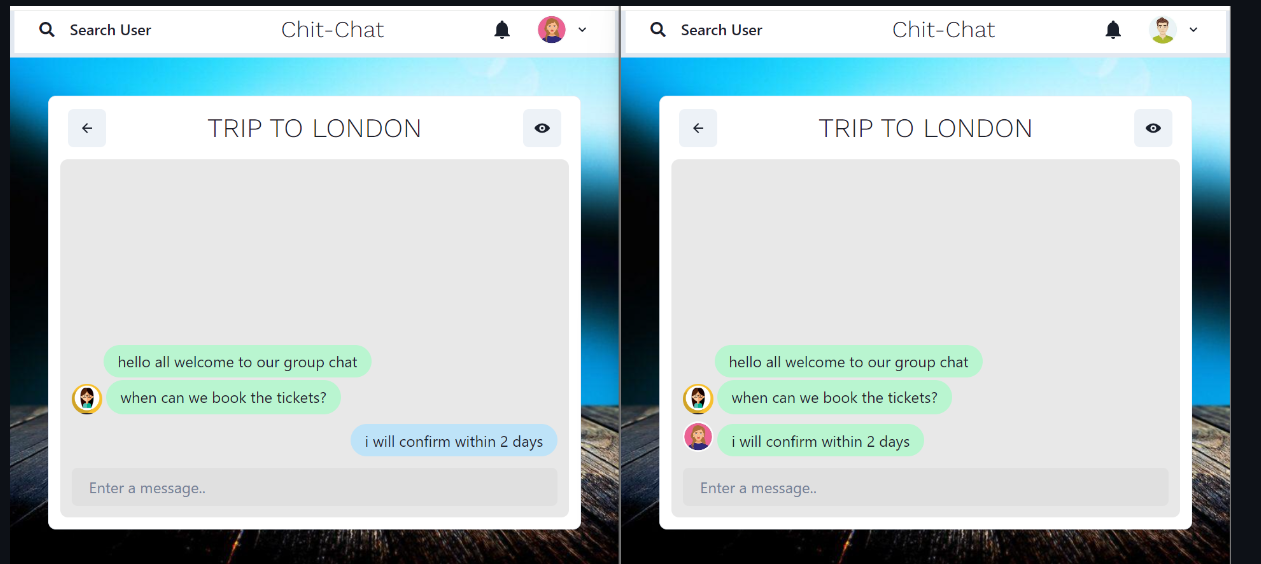 Search User
Chit-Chat
TRIP TO LONDON
hello all welcome to our group chat
when can we book the tickets?
i will confirm within 2 days
Enter a message..
Search User
Chit-Chat
TRIP TO LONDON
hello all welcome to our group chat
when can we book the tickets?
i will confirm within 2 days
Enter a message..